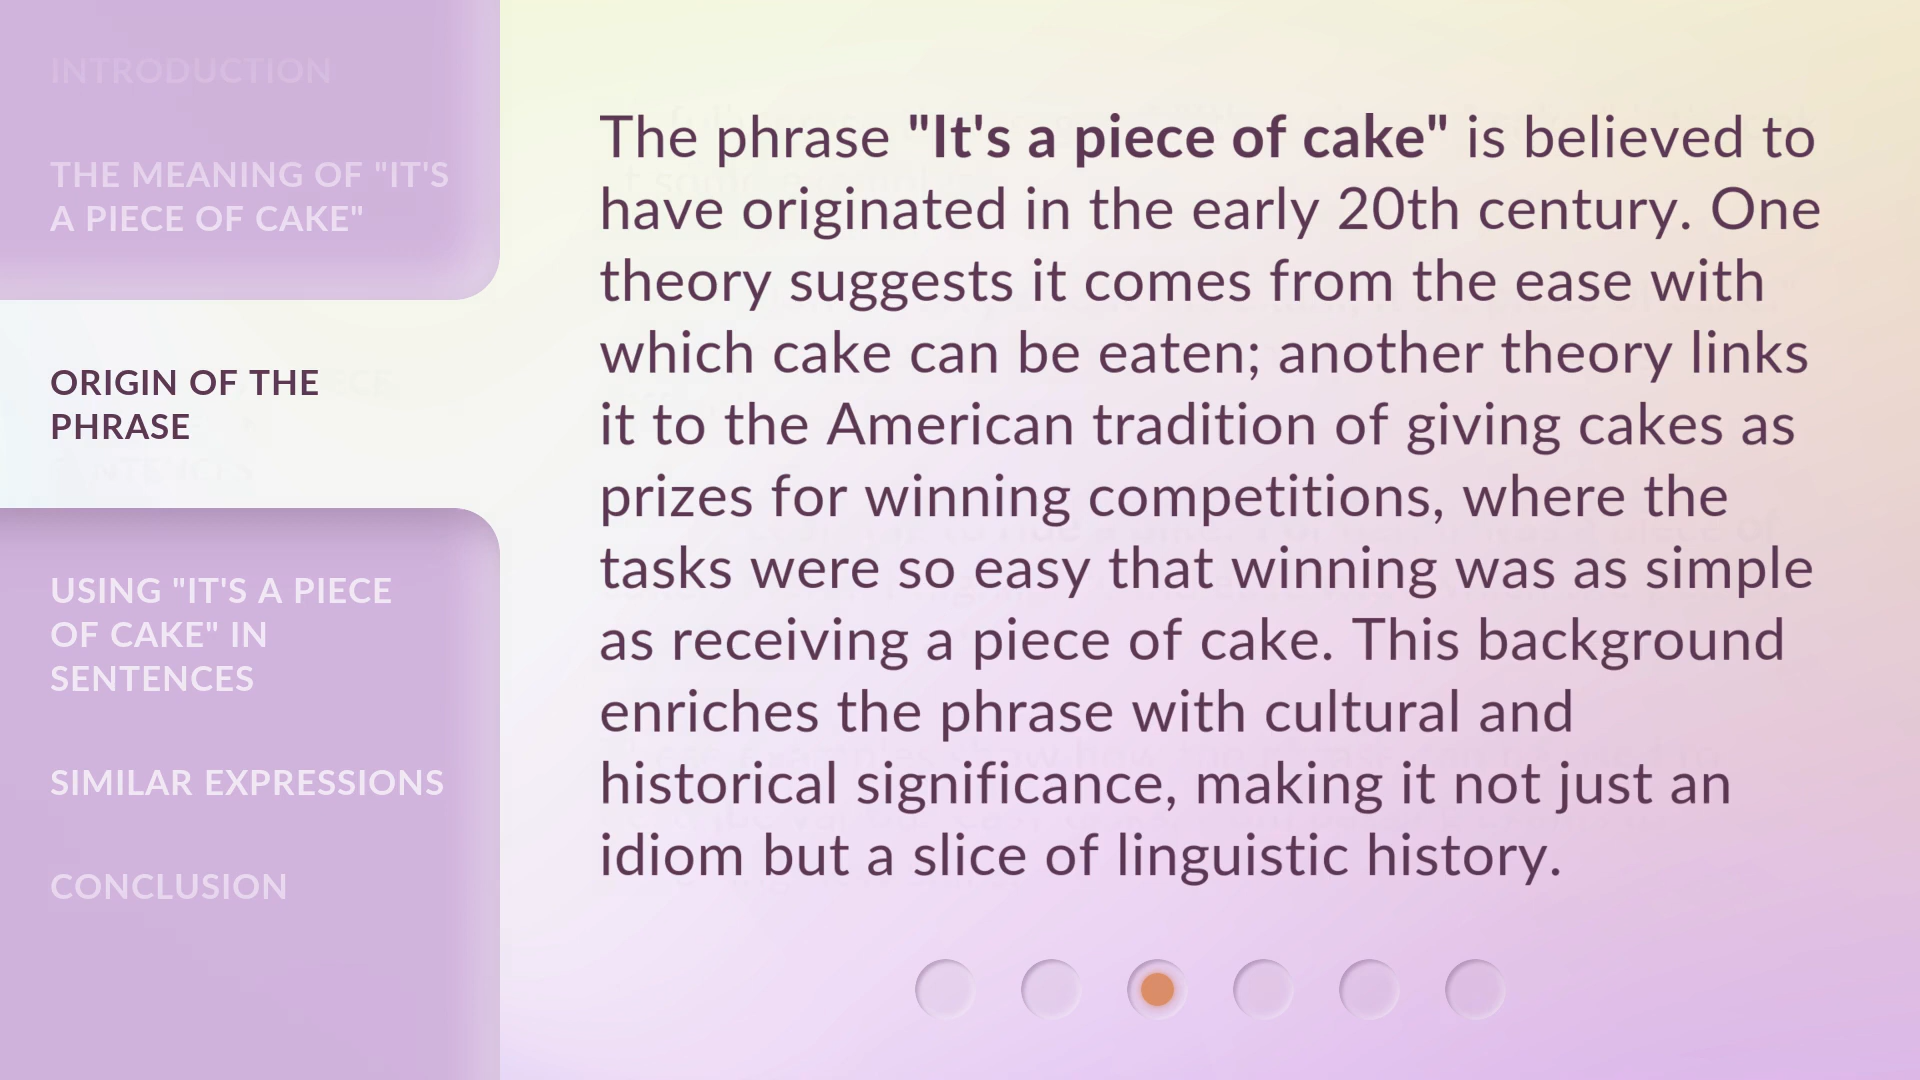 INTRODUCTION
THE MEANING OF "IT'S
A PIECE OF CAKE"
ORIGIN OF THE
PHRASE
USING "IT'S A PIECE
OF CAKE" IN
SENTENCES
SIMILAR EXPRESSIONS
CONCLUSION
The phrase "It's a piece of cake" is believed to
have originated in the early 20th century. One
theory suggests it comes from the ease with
which cake can be eaten; another theory links
it to the American tradition of giving cakes as
prizes for winning competitions, where the
tasks were so easy that winning was as simple
as receiving a piece of cake. This background
enriches the phrase with cultural and
historical significance, making it not just an
idiom but a slice of linguistic history.